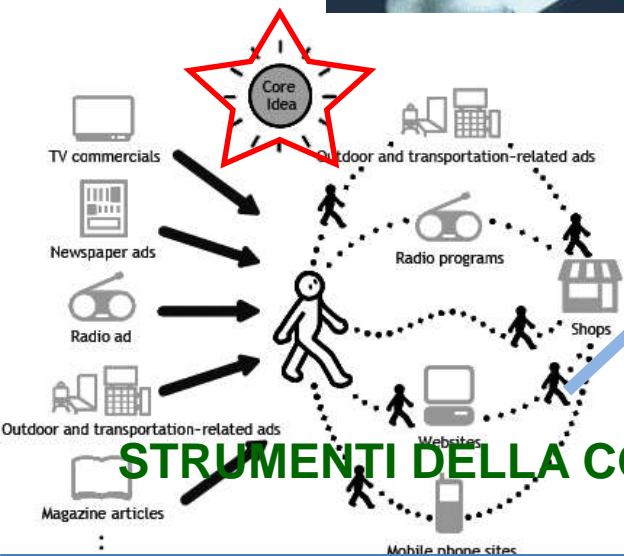 Core
Idea
TV commercials
Newspaper ads
Radio ad
Outdoor and transportation-related ads
Magazine articles
Outdoor and transportation-related ads
Radio programs
Shops
Websites
Mobile phone sites
STRUMENTI DELLA CO